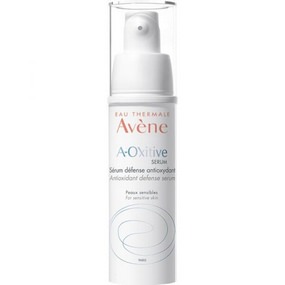 EAU THERMALE
Avène
A-OXitive
SERUM
Sérum défense antioxydant
Antioxidant defense serum
Peaux sensibles
For sensitive skin